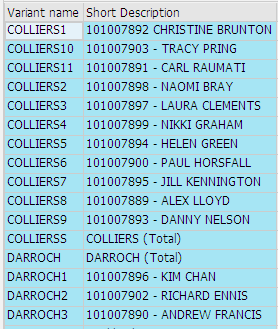 Variant name Short Description
COLLIERS1 101007892 CHRISTINE BRUNTON
COLLIERS10 101007903 - TRACY PRING
COLLIERS11 101007891 - CARL RAUMATI
COLLIERS2 101007898 - NAOMI BRAY
COLLIERS3 101007897 - LAURA CLEMENTS
COLLIERS4 101007899 - NIKKI GRAHAM
COLLIERS5 101007894 - HELEN GREEN
COLLIERS6 101007900 - PAUL HORSFALL
COLLIERS7 101007895 - JILL KENNINGTON
COLLIERS8 101007889 - ALEX LLOYD
COLLIERS9 101007893 - DANNY NELSON
COLLIERSS COLLIERS (Total)
DARROCH DARROCH (Total)
DARROCH1 101007896 - KIM CHAN
DARROCH2 101007902 - RICHARD ENNIS
DARROCH3 101007890 - ANDREW FRANCIS